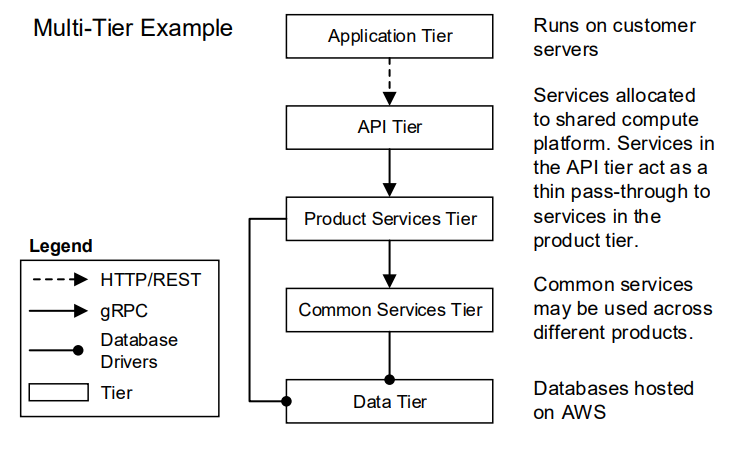 Multi-Tier Example
Application Tier
Runs on customer
servers
API Tier
Services allocated
to shared compute
platform. Services in
the API tier act as a
thin pass-through to
services in the
product tier.
Product Services Tier
Common Services Tier
Common services
may be used across
different products.
Data Tier
Databases hosted
on AWS
Legend
HTTP/REST
gRPC
Database
Drivers
Tier